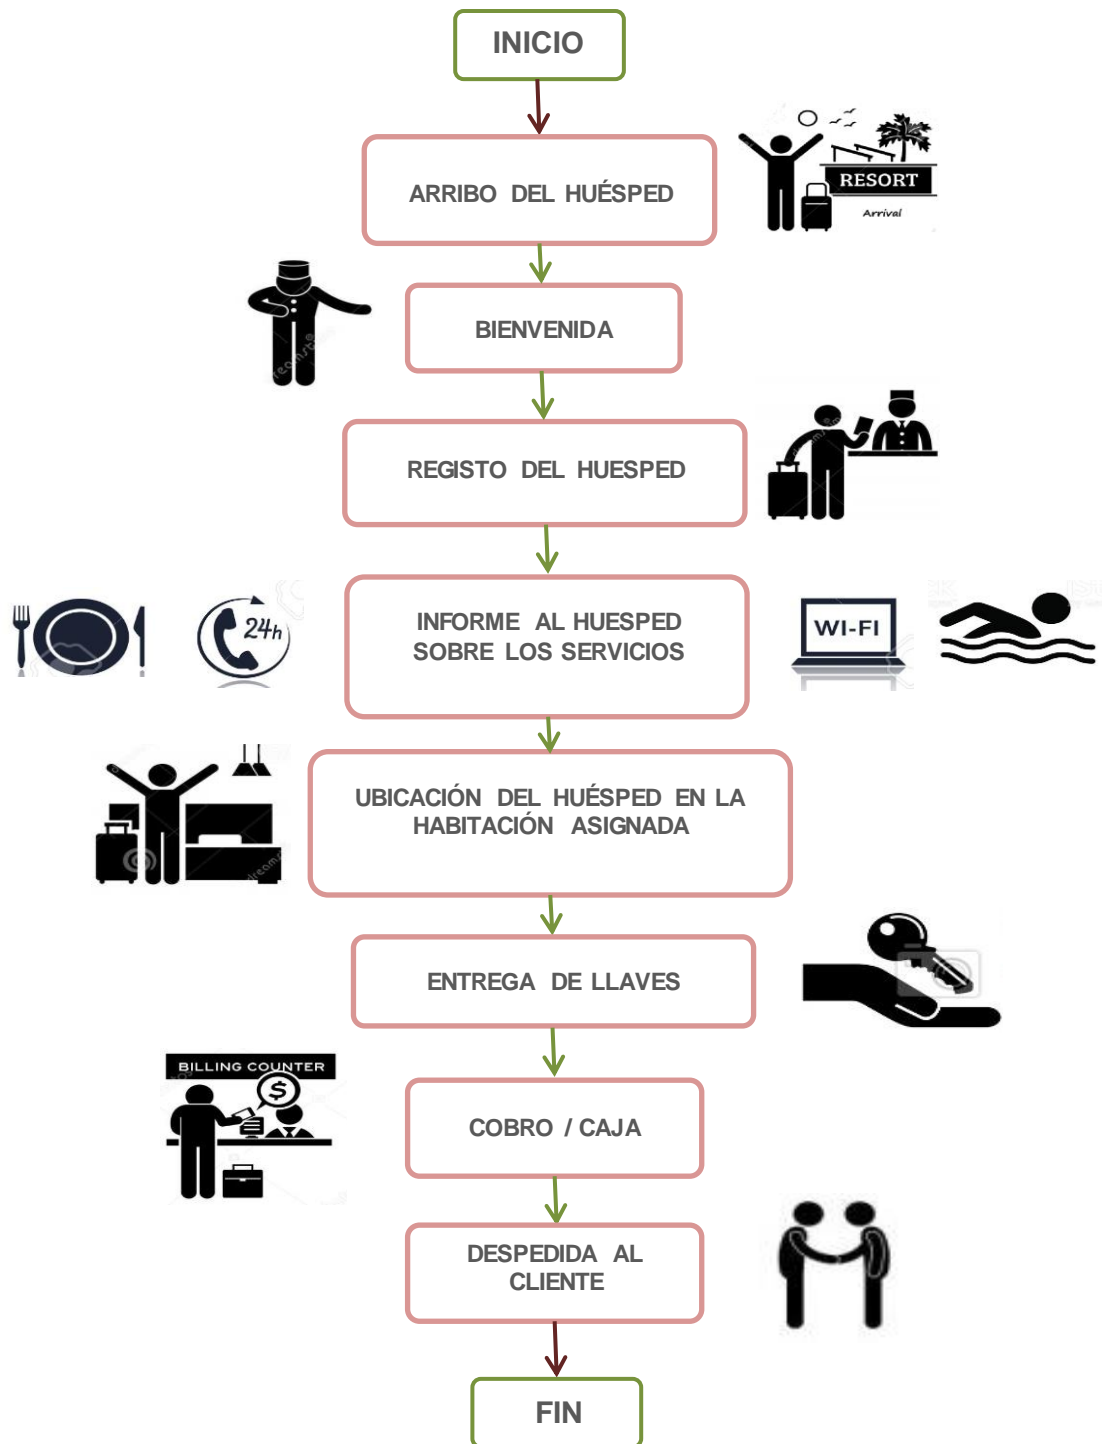 INICIO
ARRIBO DEL HUÉSPED
RESORT
Arrival
BIENVENIDA
REGISTO DEL HUESPED
INFORME AL HUESPED
SOBRE LOS SERVICIOS
24h
WI-FI
UBICACIÓN DEL HUÉSPED EN LA
HABITACIÓN ASIGNADA
ENTREGA DE LLAVES
BILLING COUNTER
$
COBRO / CAJA
DESPEDIDA AL
CLIENTE
FIN